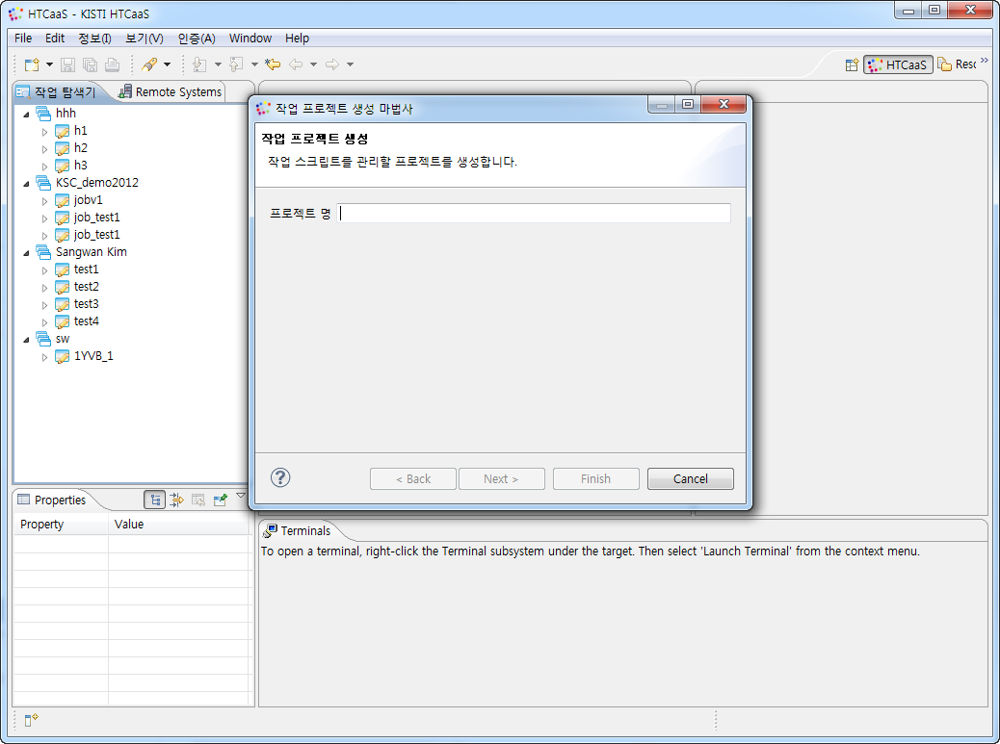 HTCaaS - KISTI HTCaaS
File Edit 정보(I) 보기(V) 인증(A) Window Help
HTCaaS
작업 탐색기
Remote Systems
hhh
h1
h2
h3
KSC_demo2012
jobv1
job_test1
job_test1
Sangwan Kim
test1
test2
test3
test4
sw
1YVB_1
작업 프로젝트 생성 마법사
작업 프로젝트 생성
작업 스크립트를 관리할 프로젝트를 생성합니다.
프로젝트 명
?
< Back
Next >
Finish
Cancel
Properties
Property Value
Terminals
To open a terminal, right-click the Terminal subsystem under the target. Then select 'Launch Terminal' from the context menu.